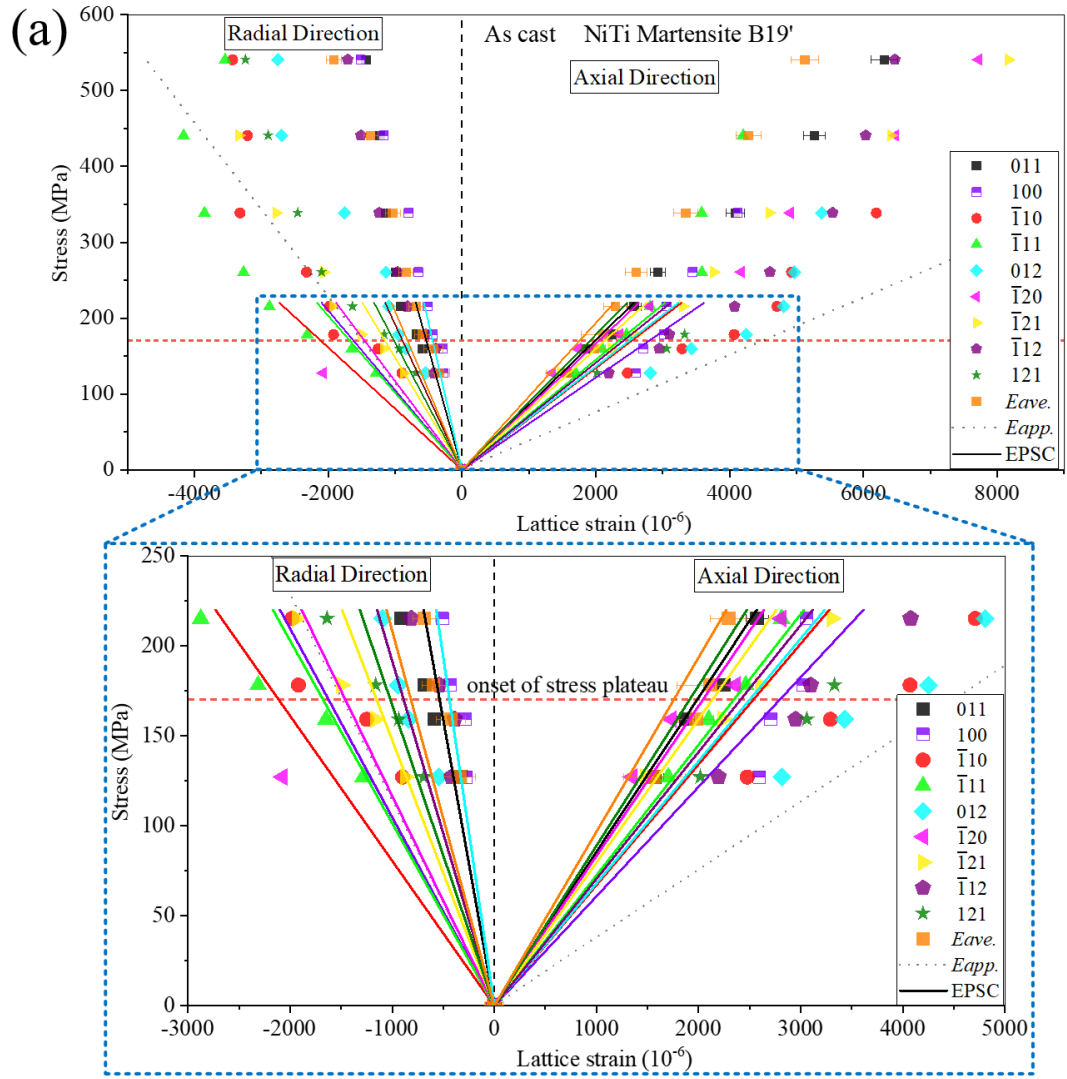 (a)
Radial Direction
As cast NiTi Martensite B19'
Axial Direction
600
500
400
300
200
100
0
Stress (MPa)
-4000 -2000 0 2000 4000 6000 8000
Lattice strain (10⁻⁶)
011
100
1̅10
1̅11
012
1̅20
1̅21
1̅12
121
Eave.
Eapp.
EPSC
Radial Direction
Axial Direction
250
200
150
100
50
0
Stress (MPa)
onset of stress plateau
-3000 -2000 -1000 0 1000 2000 3000 4000 5000
Lattice strain (10⁻⁶)
011
100
1̅10
1̅11
012
1̅20
1̅21
1̅12
121
Eave.
Eapp.
EPSC